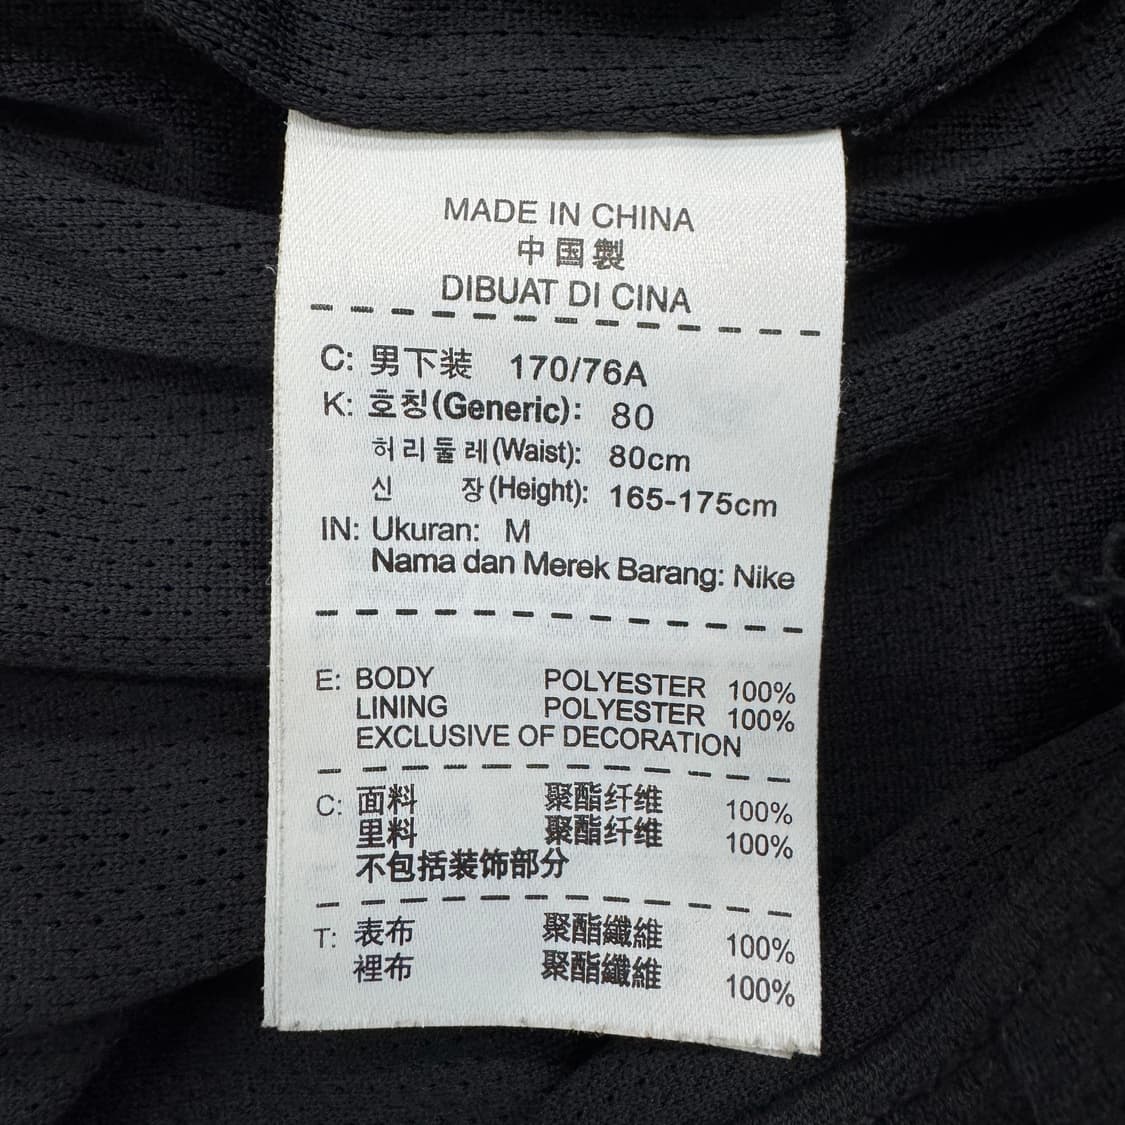 MADE IN CHINA
中国製
DIBUAT DI CINA
C: 男下装 170/76A
K: 호칭(Generic): 80
허리둘레(Waist): 80cm
신 장(Height): 165-175cm
IN: Ukuran: M
Nama dan Merek Barang: Nike
E: BODY POLYESTER 100%
LINING POLYESTER 100%
EXCLUSIVE OF DECORATION
C: 面料 聚酯纤维 100%
里料 聚酯纤维 100%
不包括装饰部分
T: 表布 聚酯纖維 100%
裡布 聚酯纖維 100%